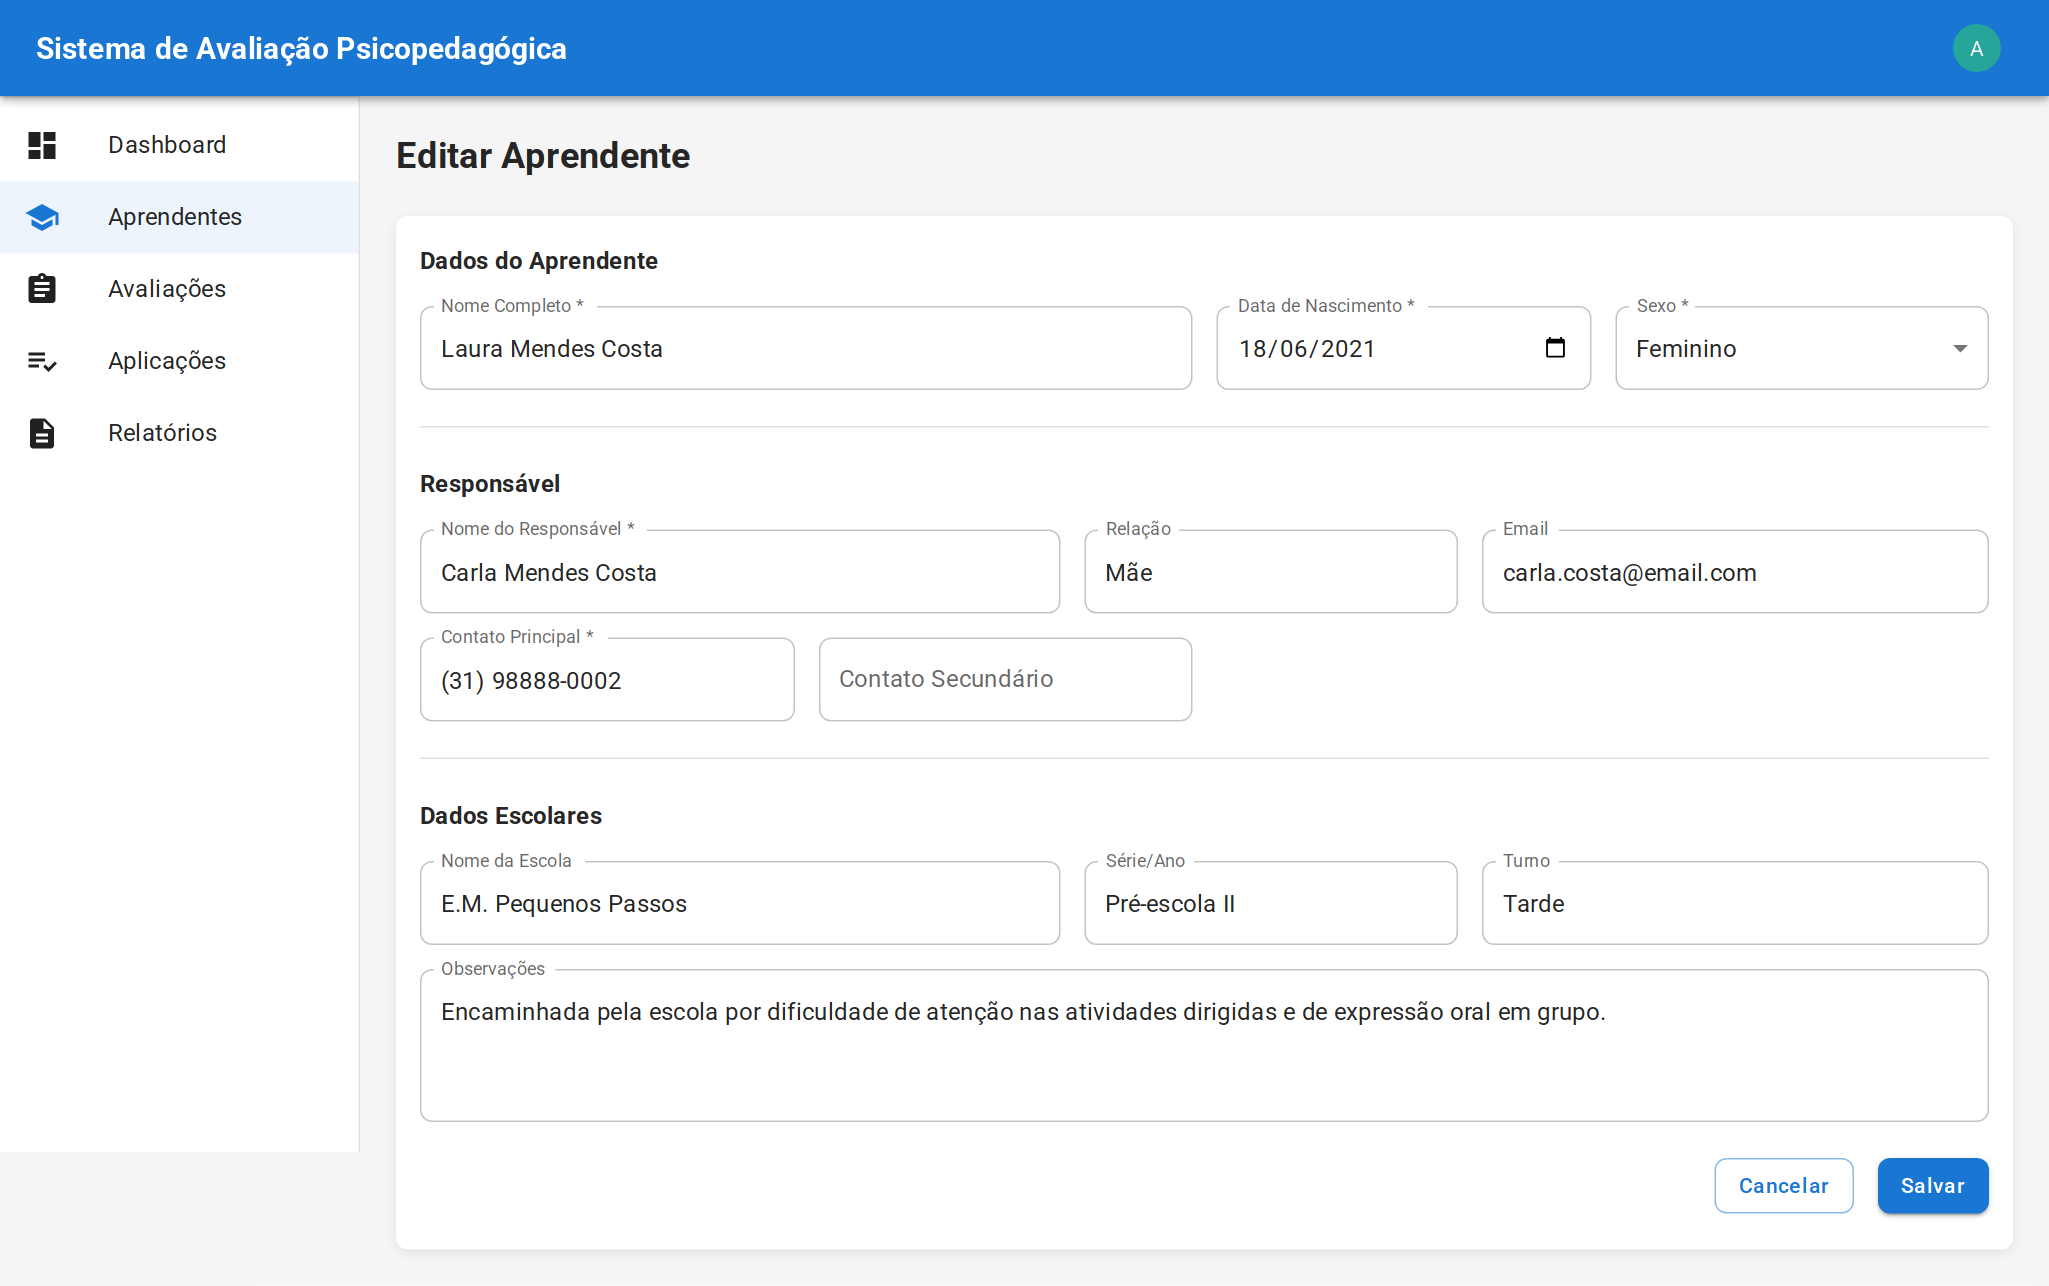 Sistema de Avaliação Psicopedagógica
A
Dashboard
Aprendentes
Avaliações
Aplicações
Relatórios
Editar Aprendente
Dados do Aprendente
Nome Completo *
Laura Mendes Costa
Data de Nascimento *
18/06/2021
Sexo *
Feminino
Responsável
Nome do Responsável *
Carla Mendes Costa
Relação
Mãe
Email
carla.costa@email.com
Contato Principal *
(31) 98888-0002
Contato Secundário
Dados Escolares
Nome da Escola
E.M. Pequenos Passos
Série/Ano
Pré-escola II
Turno
Tarde
Observações
Encaminhada pela escola por dificuldade de atenção nas atividades dirigidas e de expressão oral em grupo.
Cancelar
Salvar